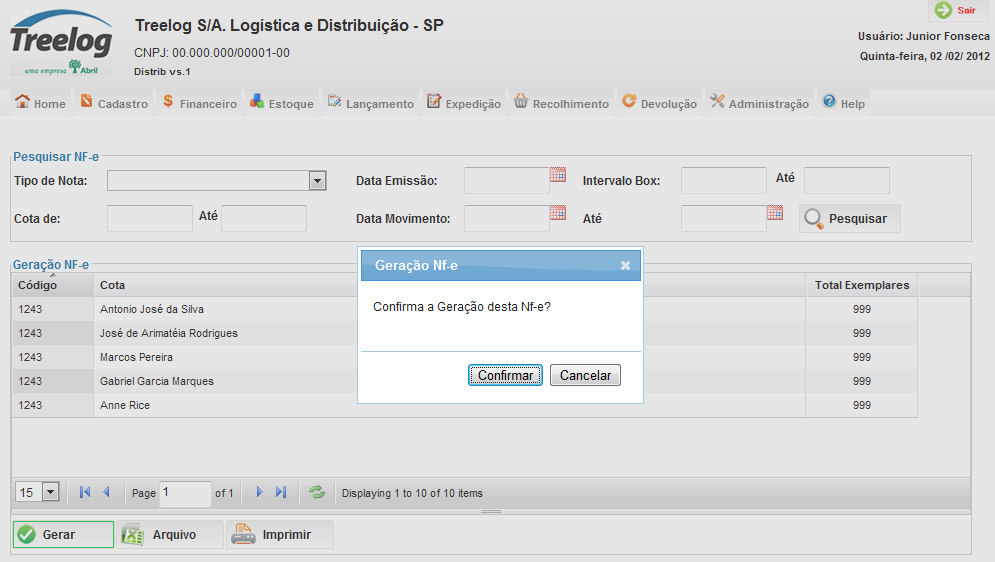 Treelog
uma empresa Abril
Treelog S/A. Logística e Distribuição - SP
CNPJ: 00.000.000/00001-00
Distrib vs.1
Sair
Usuário: Junior Fonseca
Quinta-feira, 02 /02/ 2012
Home Cadastro Financeiro Estoque Lançamento Expedição Recolhimento Devolução Administração Help
Pesquisar NF-e
Tipo de Nota: Data Emissão: Intervalo Box: Até
Cota de: Até Data Movimento: Até Pesquisar
Geração NF-e
Código Cota Total Exemplares
1243 Antonio José da Silva 999
1243 José de Arimatéia Rodrigues 999
1243 Marcos Pereira 999
1243 Gabriel Garcia Marques 999
1243 Anne Rice 999
Geração Nf-e
Confirma a Geração desta Nf-e?
Confirmar Cancelar
15 Page 1 of 1 Displaying 1 to 10 of 10 items
Gerar Arquivo Imprimir